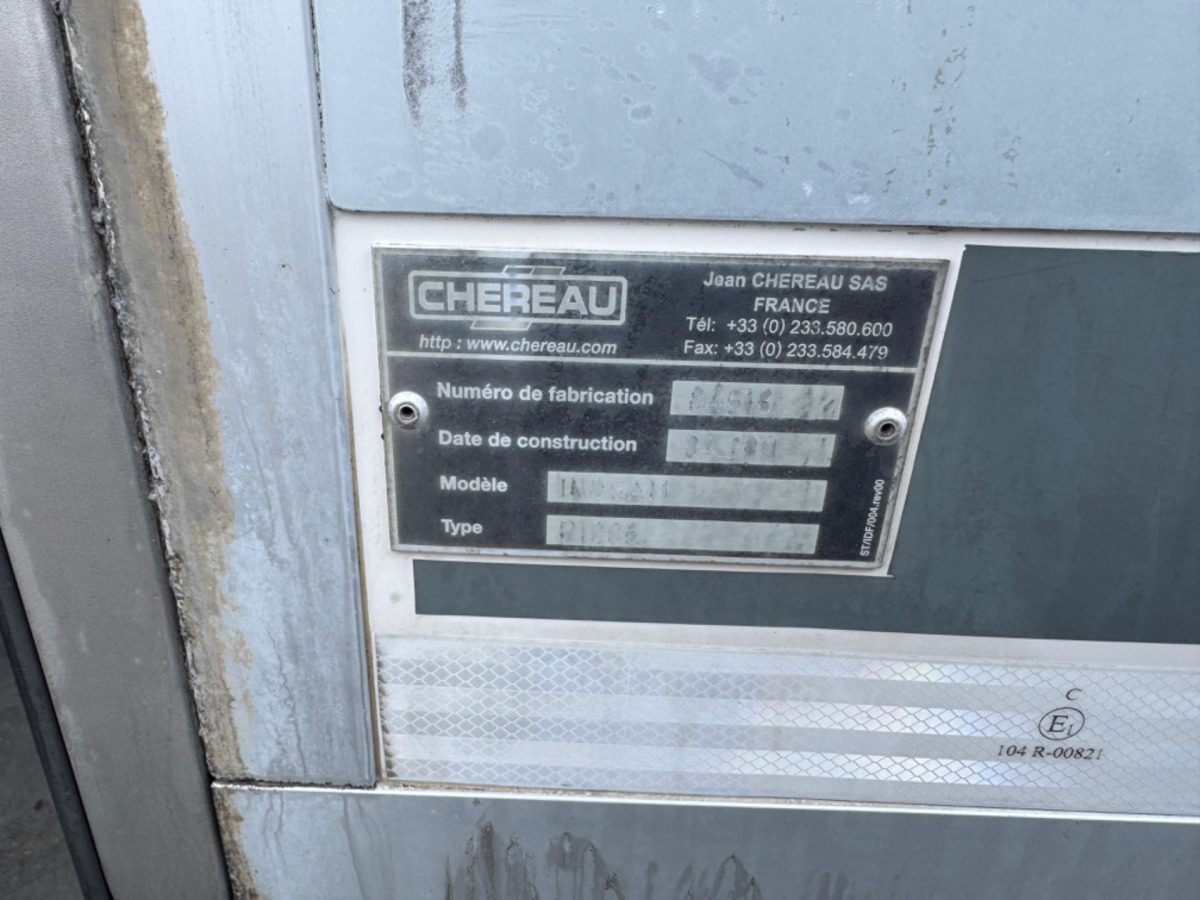 CHEREAU
http : www.chereau.com
Jean CHEREAU SAS
FRANCE
Tél: +33 (0) 233.580.600
Fax: +33 (0) 233.584.479
Numéro de fabrication
Date de construction
Modèle INOGAM
Type
ST/IDF/004.rev00
C
E1
104 R-00821